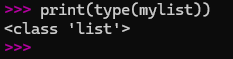 >>> print(type(mylist))
<class 'list'>
>>>